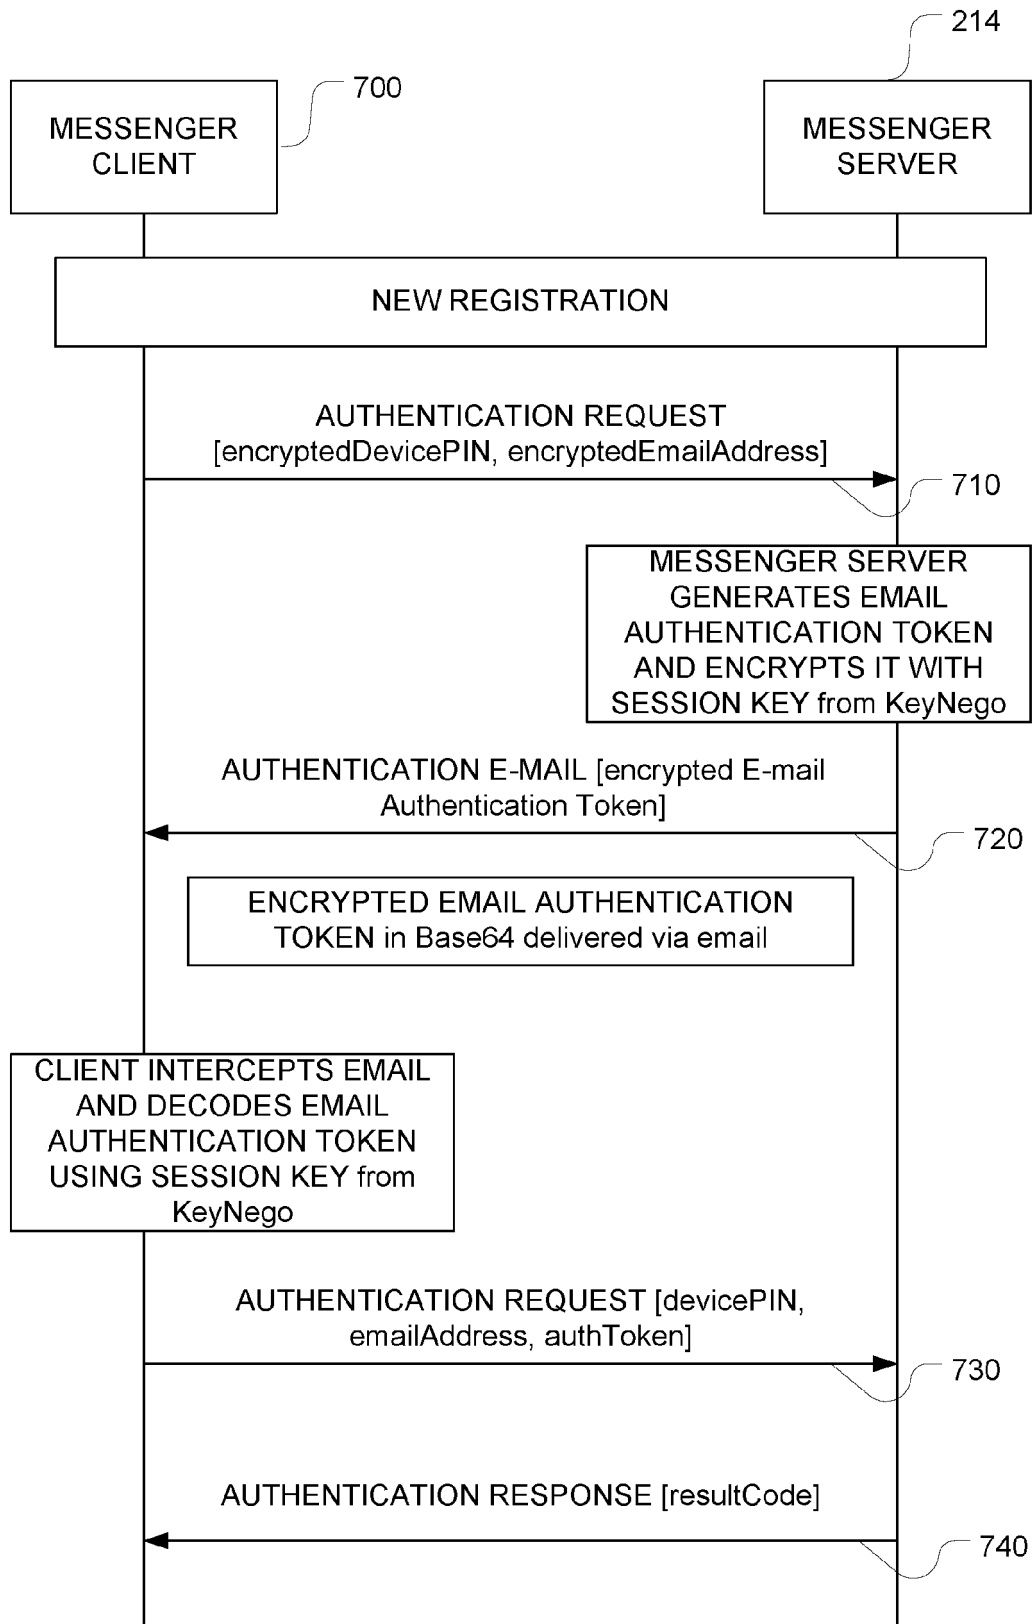 214
700
MESSENGER
CLIENT
MESSENGER
SERVER
NEW REGISTRATION
AUTHENTICATION REQUEST
[encryptedDevicePIN, encryptedEmailAddress]
710
MESSENGER SERVER
GENERATES EMAIL
AUTHENTICATION TOKEN
AND ENCRYPTS IT WITH
SESSION KEY from KeyNego
AUTHENTICATION E-MAIL [encrypted E-mail
Authentication Token]
720
ENCRYPTED EMAIL AUTHENTICATION
TOKEN in Base64 delivered via email
CLIENT INTERCEPTS EMAIL
AND DECODES EMAIL
AUTHENTICATION TOKEN
USING SESSION KEY from
KeyNego
AUTHENTICATION REQUEST [devicePIN,
emailAddress, authToken]
730
AUTHENTICATION RESPONSE [resultCode]
740